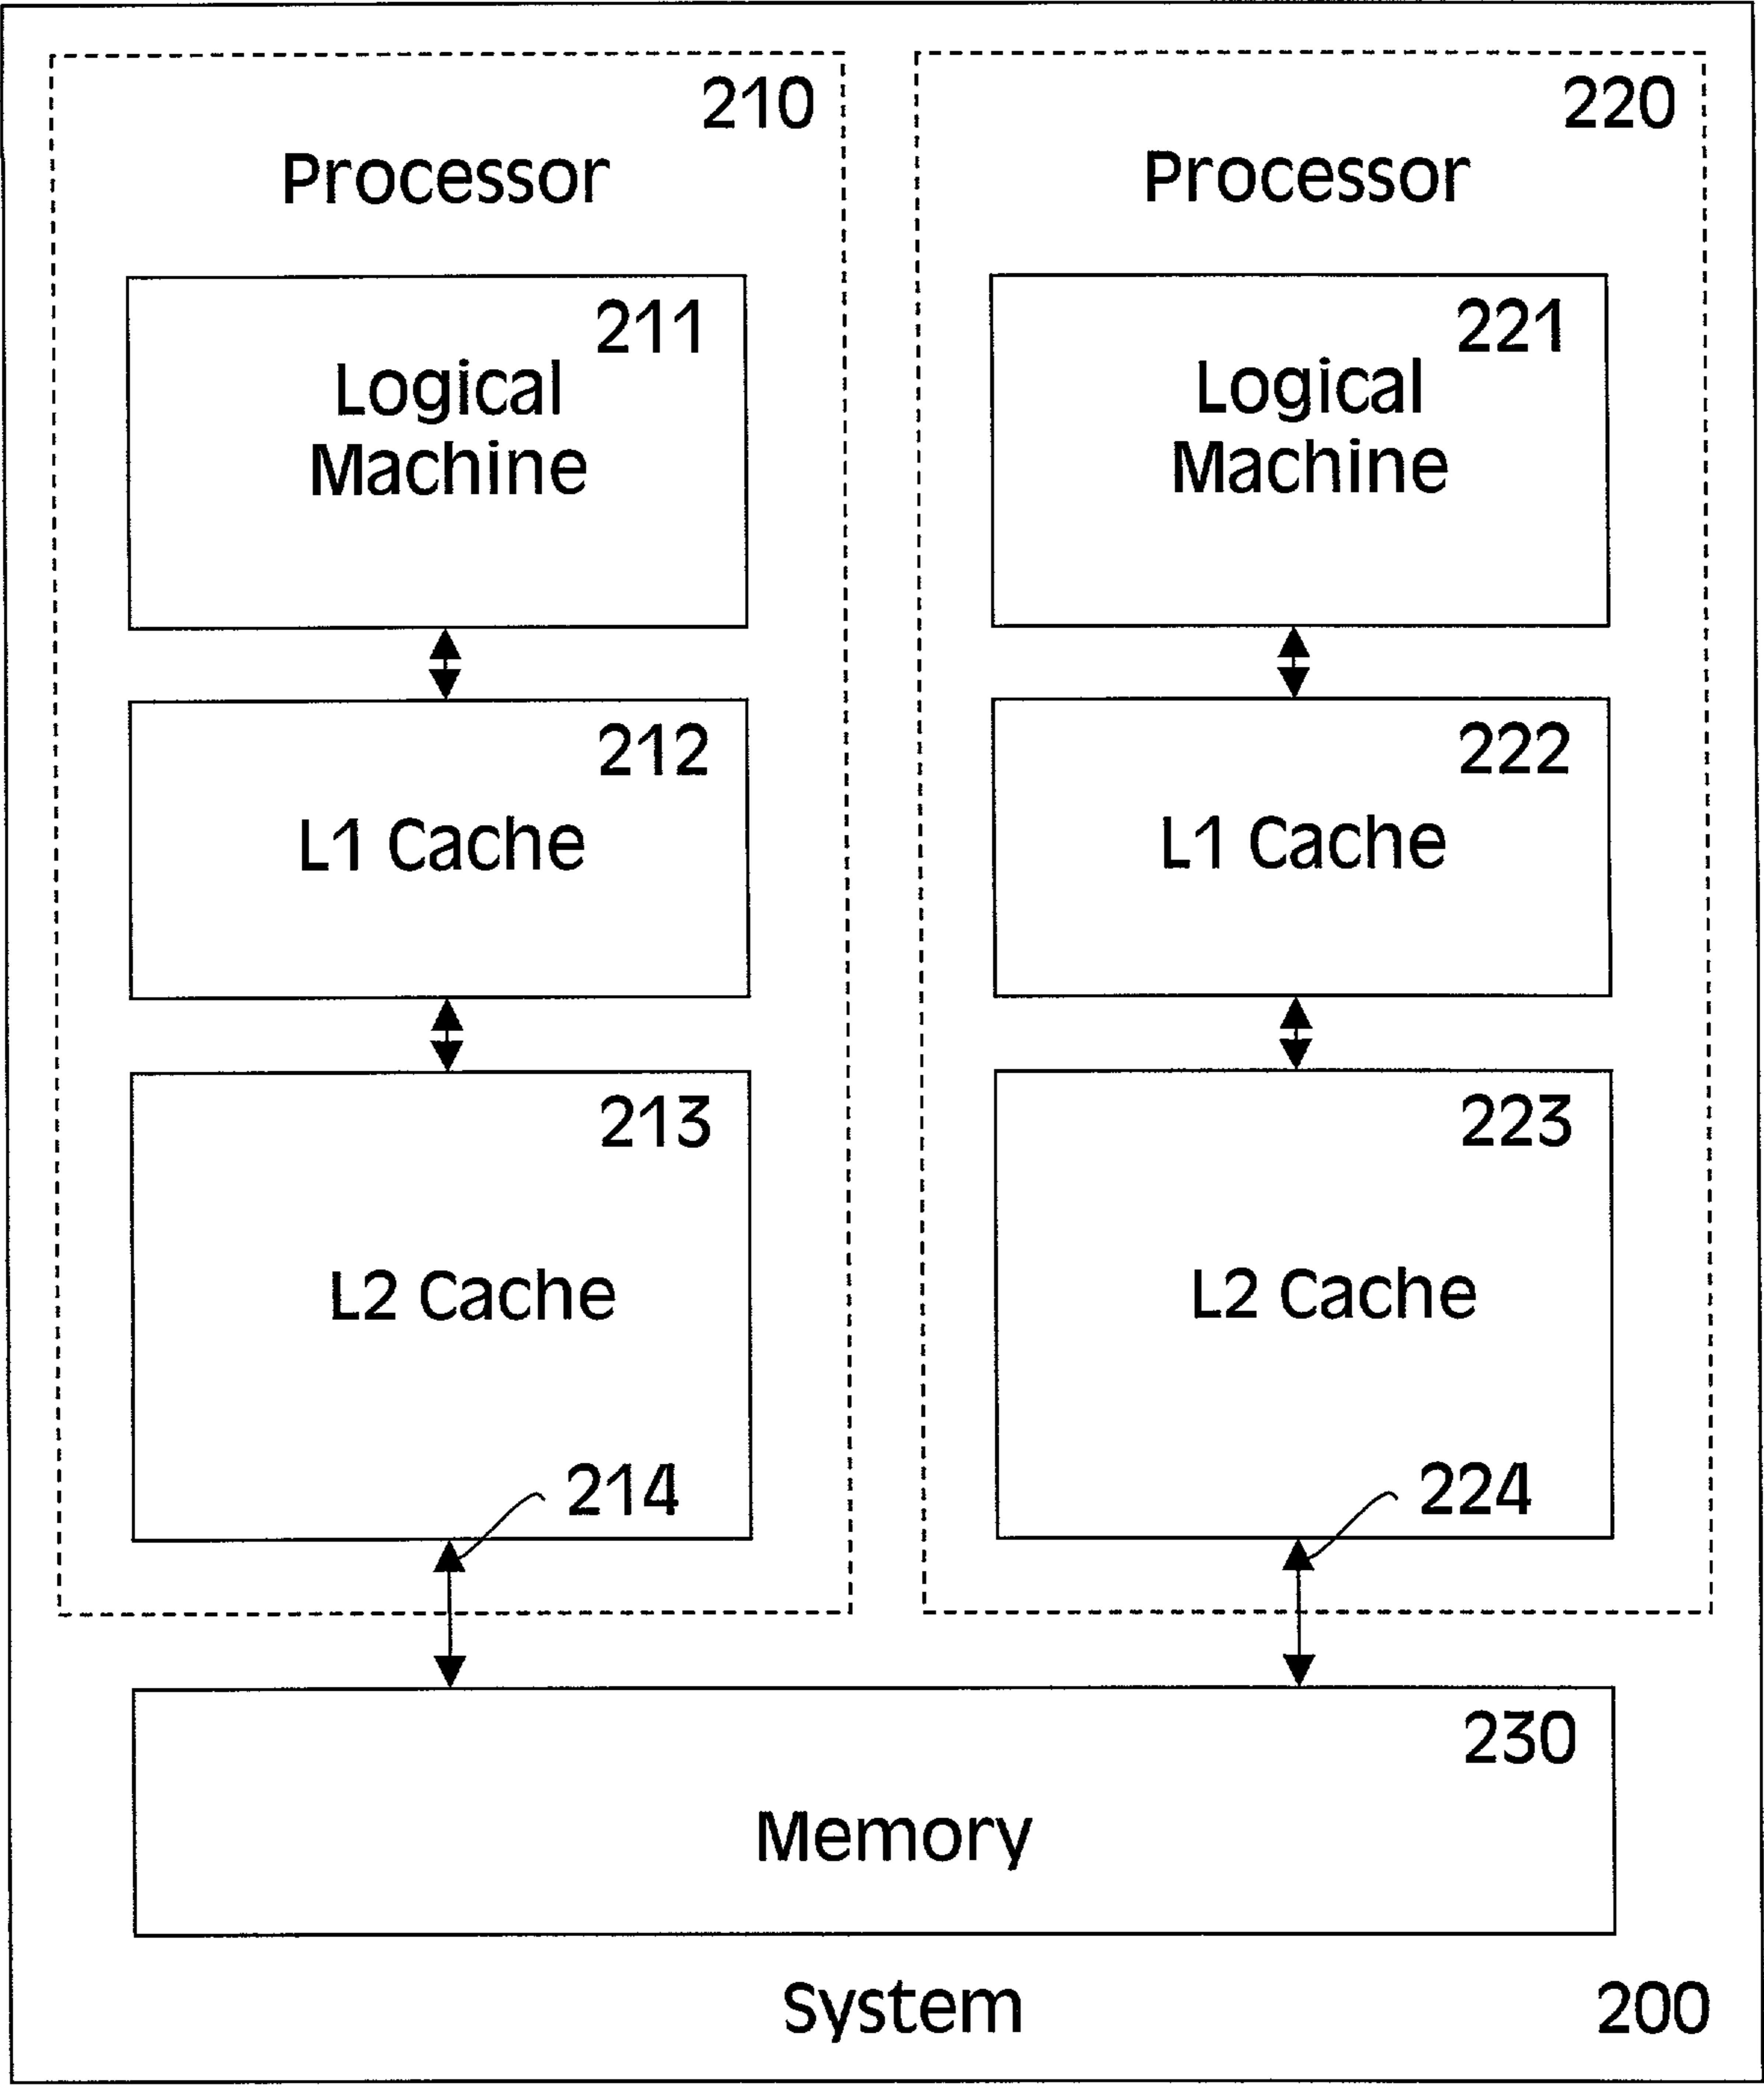 210
Processor
211
Logical
Machine
212
L1 Cache
213
L2 Cache
214
220
Processor
221
Logical
Machine
222
L1 Cache
223
L2 Cache
224
230
Memory
System
200